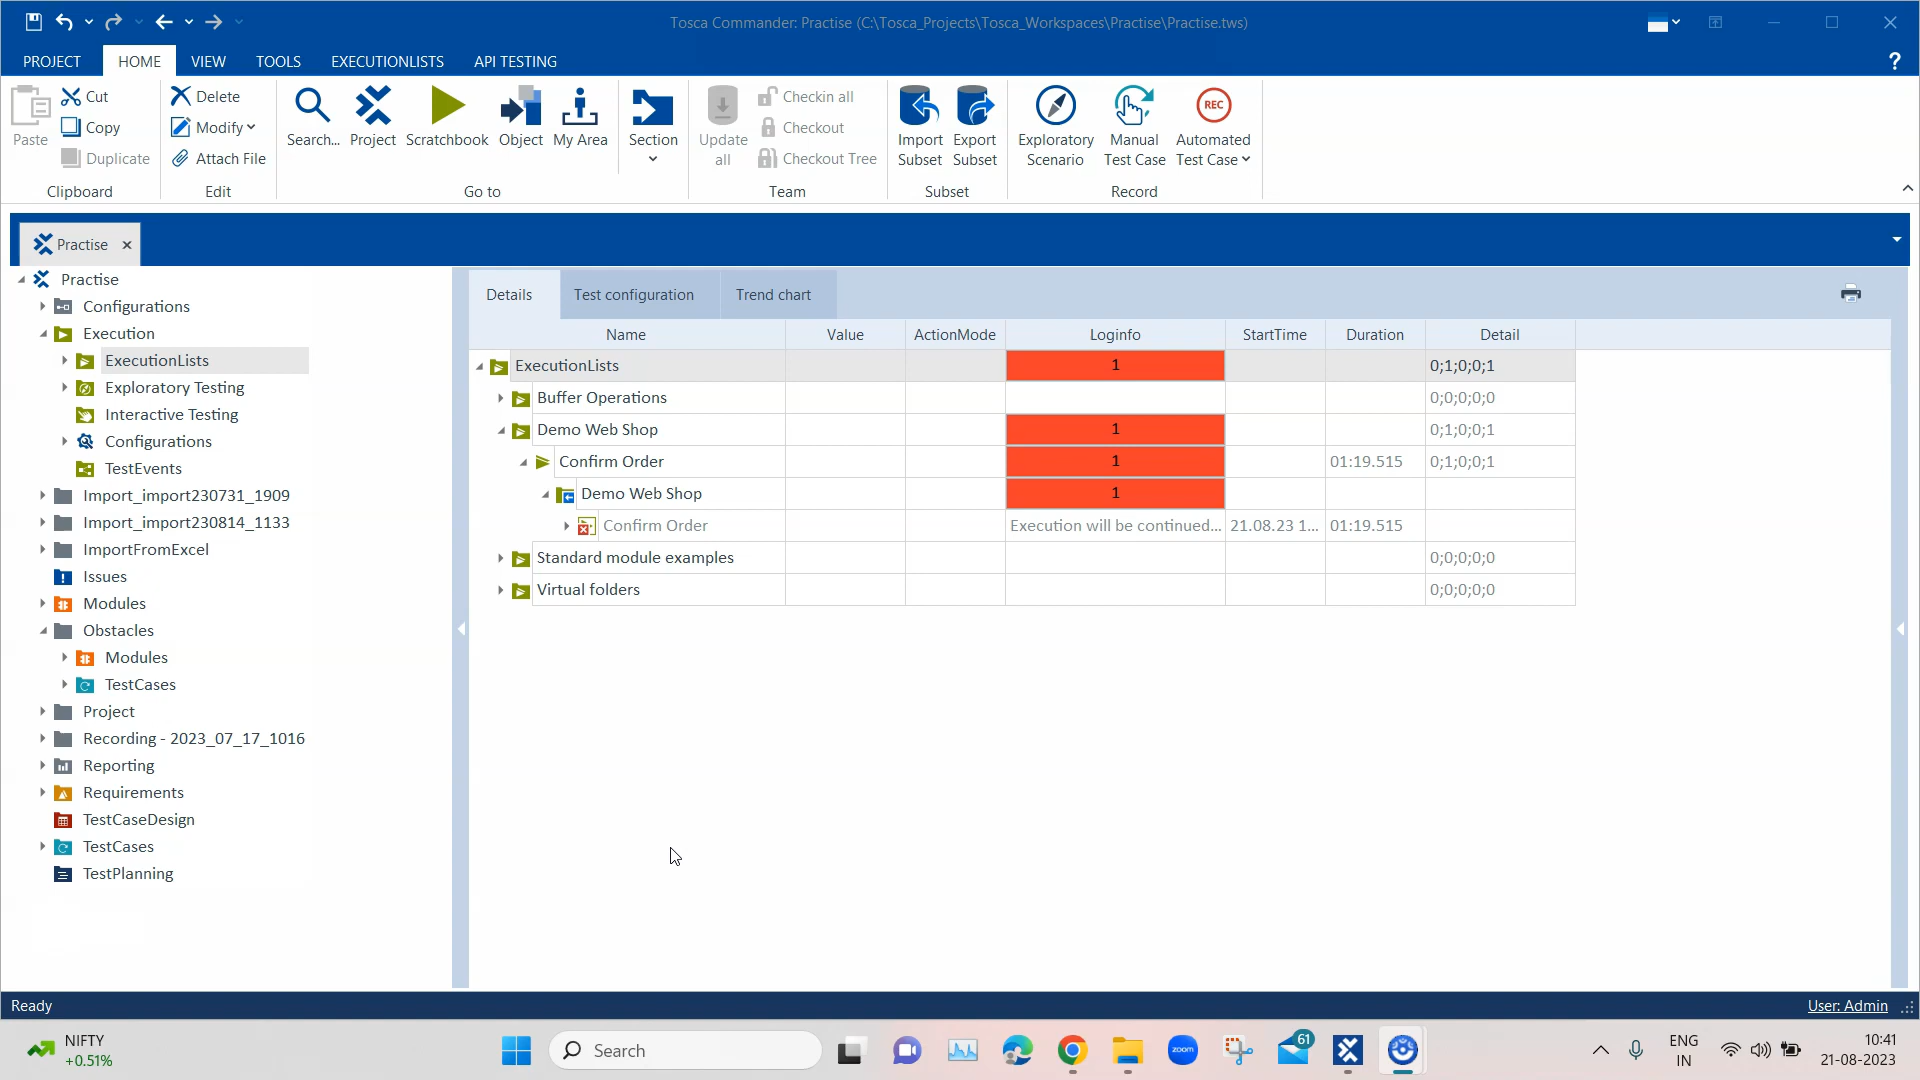 Tosca Commander: Practise (C:\Tosca_Projects\Tosca_Workspaces\Practise\Practise.tws)
PROJECT HOME VIEW TOOLS EXECUTIONLISTS API TESTING ?
Paste Cut Copy Duplicate
Clipboard
Delete Modify Attach File
Edit
Search... Project Scratchbook Object My Area
Go to
Section
Update all Checkin all Checkout Checkout Tree
Team
Import Subset Export Subset
Subset
Exploratory Scenario Manual Test Case REC Automated Test Case
Record
Practise
Practise
Configurations
Execution
ExecutionLists
Exploratory Testing
Interactive Testing
Configurations
TestEvents
Import_import230731_1909
Import_import230814_1133
ImportFromExcel
Issues
Modules
Obstacles
Modules
TestCases
Project
Recording - 2023_07_17_1016
Reporting
Requirements
TestCaseDesign
TestCases
TestPlanning
Details Test configuration Trend chart
Name Value ActionMode Loginfo StartTime Duration Detail
ExecutionLists 1 0;1;0;0;1
Buffer Operations 0;0;0;0;0
Demo Web Shop 1 0;1;0;0;1
Confirm Order 1 01:19.515 0;1;0;0;1
Demo Web Shop 1
Confirm Order Execution will be continued... 21.08.23 1... 01:19.515
Standard module examples 0;0;0;0;0
Virtual folders 0;0;0;0;0
Ready User: Admin
NIFTY
+0.51%
Search
zoom
61
ENG
IN
10:41
21-08-2023